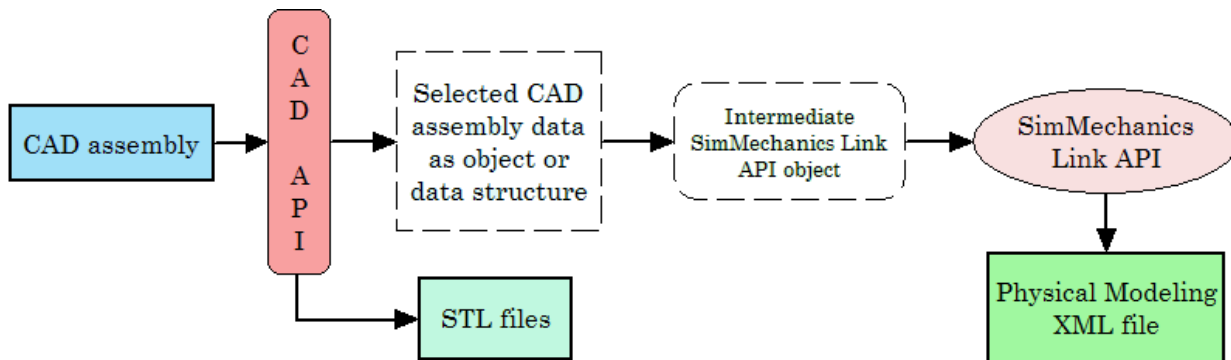 CAD assembly
C
A
D
A
P
I
Selected CAD
assembly data
as object or
data structure
Intermediate
SimMechanics Link
API object
SimMechanics
Link API
STL files
Physical Modeling
XML file